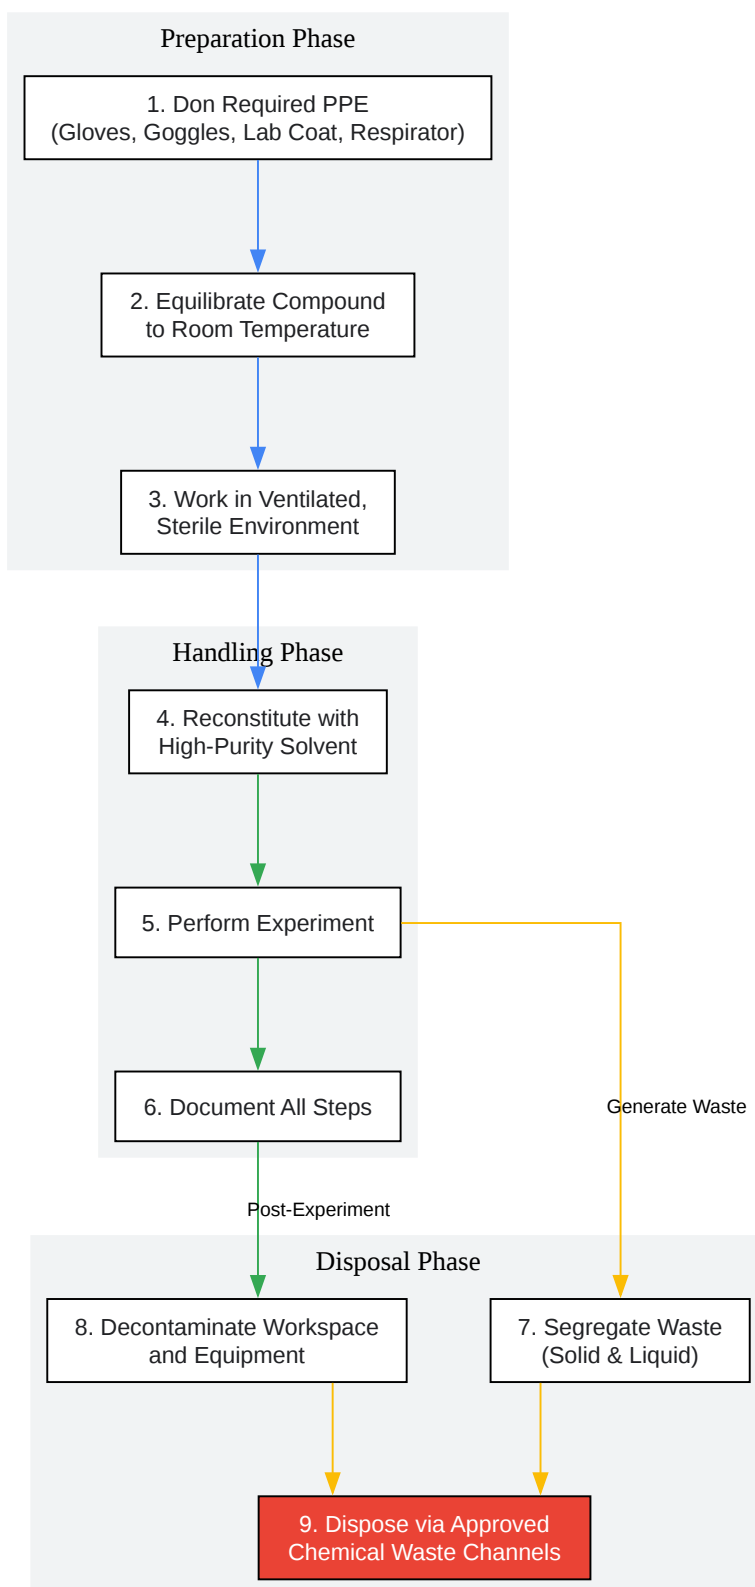 Preparation Phase
1. Don Required PPE
(Gloves, Goggles, Lab Coat, Respirator)
2. Equilibrate Compound
to Room Temperature
3. Work in Ventilated,
Sterile Environment
Handling Phase
4. Reconstitute with
High-Purity Solvent
5. Perform Experiment
6. Document All Steps
Generate Waste
Post-Experiment
Disposal Phase
8. Decontaminate Workspace
and Equipment
7. Segregate Waste
(Solid & Liquid)
9. Dispose via Approved
Chemical Waste Channels